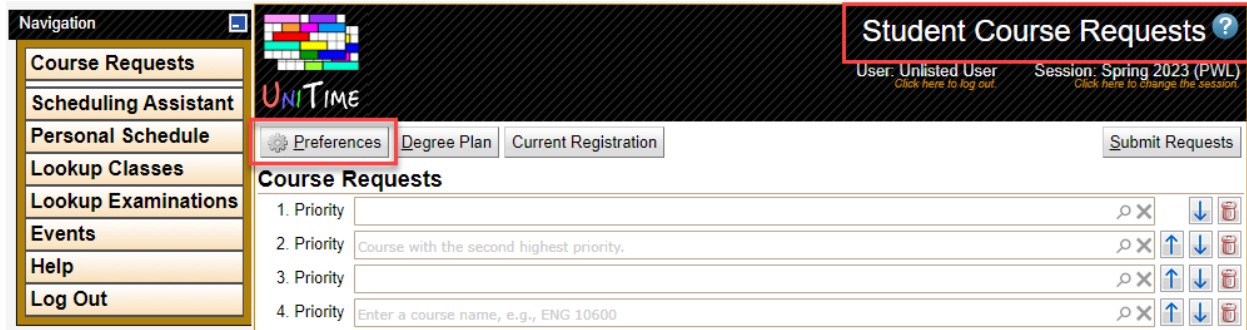 Navigation
Course Requests
Scheduling Assistant
Personal Schedule
Lookup Classes
Lookup Examinations
Events
Help
Log Out
UNITIME
Student Course Requests ?
User: Unlisted User
Click here to log out.
Session: Spring 2023 (PWL)
Click here to change the session.
Preferences Degree Plan Current Registration Submit Requests
Course Requests
1. Priority
2. Priority Course with the second highest priority.
3. Priority
4. Priority Enter a course name, e.g., ENG 10600